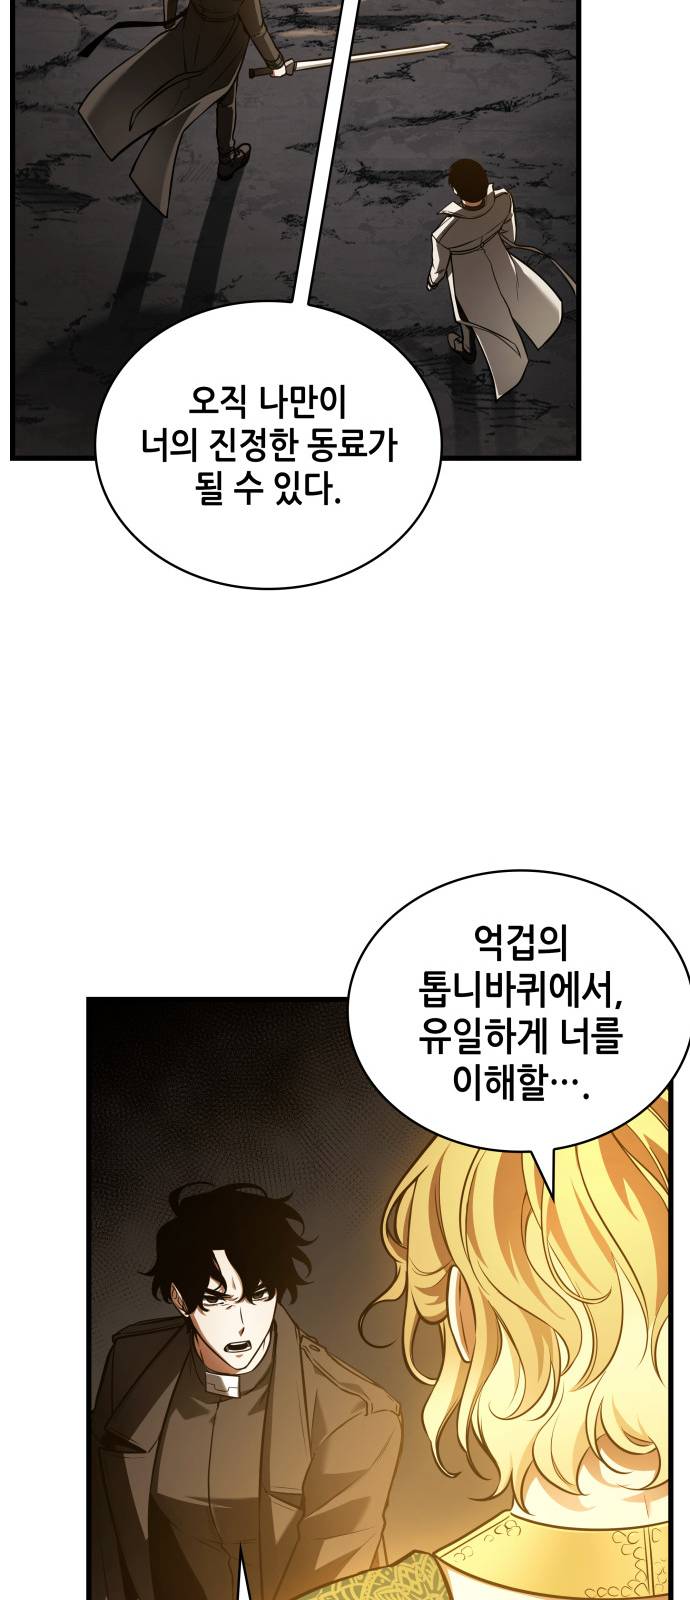 오직 나만이
너의 진정한 동료가
될 수 있다.
억겁의
톱니바퀴에서,
유일하게 너를
이해할….